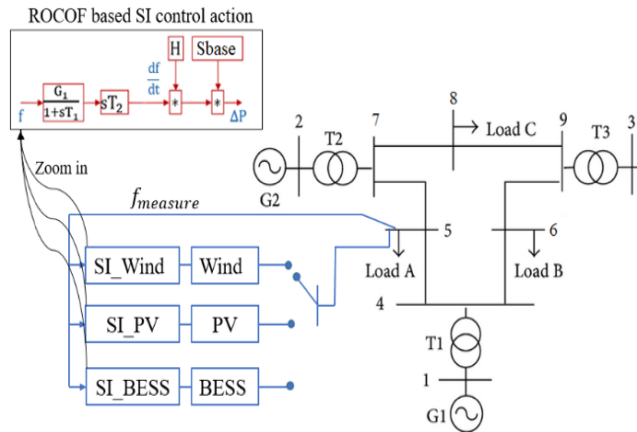 ROCOF based SI control action
H Sbase
df
dt
G₁
1+sT₁
sT₂
* *
f
ΔP
Zoom in
f_measure
SI_Wind Wind
SI_PV PV
SI_BESS BESS
8
Load C
7
9
2
T2
T3
3
G2
5
6
Load A
Load B
4
T1
1
G1